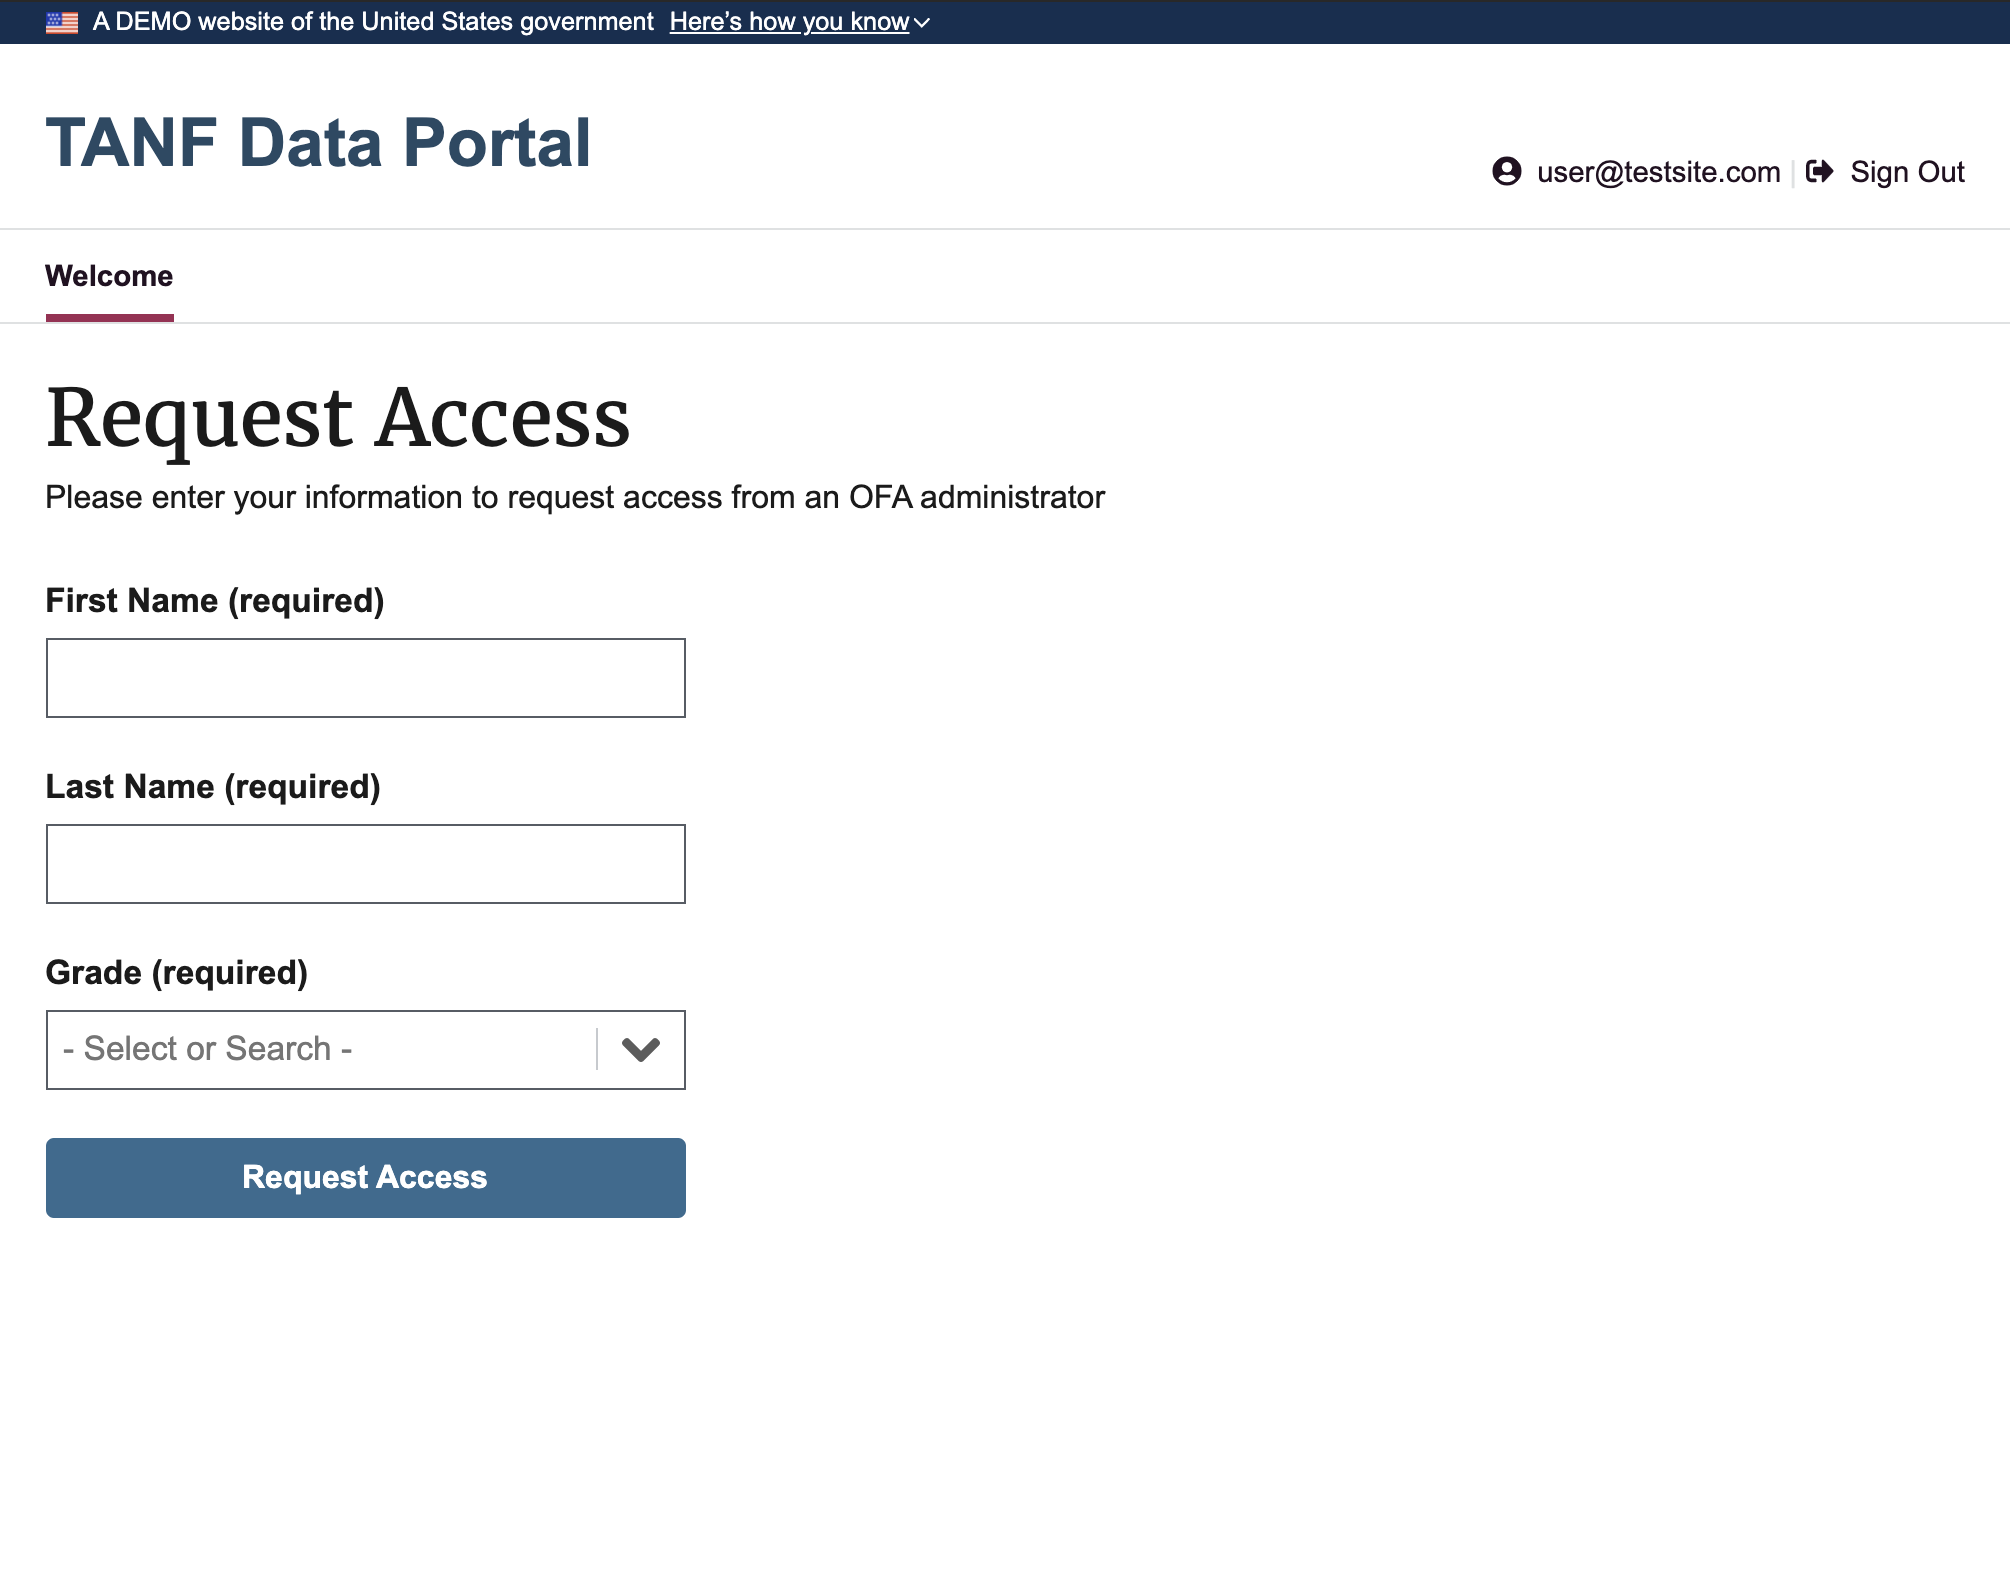 A DEMO website of the United States government Here’s how you know
TANF Data Portal
user@testsite.com Sign Out
Welcome
Request Access
Please enter your information to request access from an OFA administrator
First Name (required)
Last Name (required)
Grade (required)
- Select or Search -
Request Access